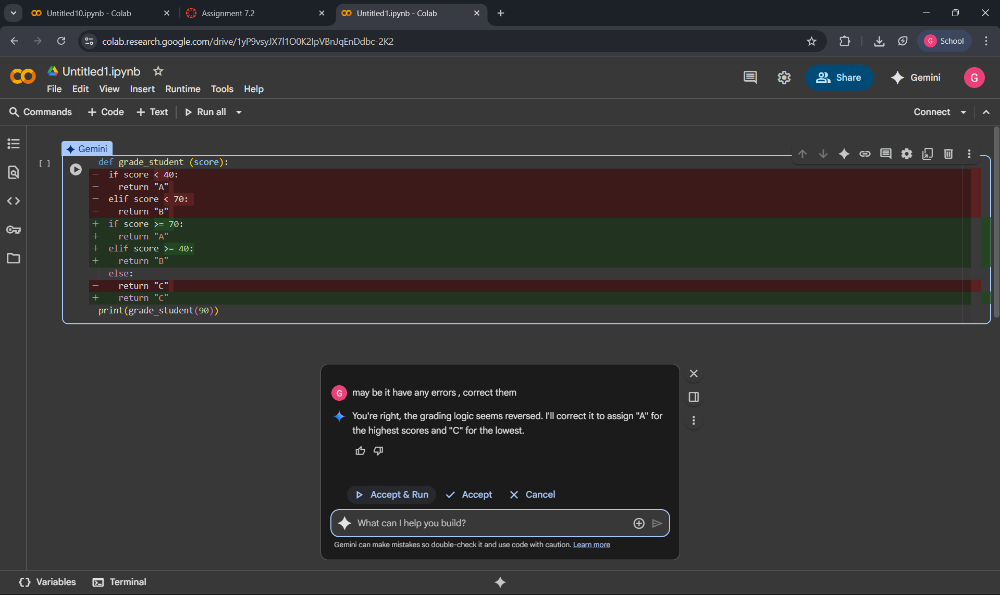 Untitled10.ipynb - Colab
Assignment 7.2
Untitled1.ipynb - Colab
colab.research.google.com/drive/1yP9vsyJX7l1O0K2IpVBnJqEnDdbc-2K2
G School
Untitled1.ipynb
File Edit View Insert Runtime Tools Help
Share
Gemini
G
Commands + Code + Text Run all
Connect
Gemini
[ ]
def grade_student (score):
- if score < 40:
- return "A"
- elif score < 70:
- return "B"
+ if score >= 70:
+ return "A"
+ elif score >= 40:
+ return "B"
else:
- return "C"
+ return "C"
print(grade_student(90))
G may be it have any errors , correct them
You're right, the grading logic seems reversed. I'll correct it to assign "A" for
the highest scores and "C" for the lowest.
Accept & Run Accept Cancel
What can I help you build?
Gemini can make mistakes so double-check it and use code with caution. Learn more
{} Variables Terminal